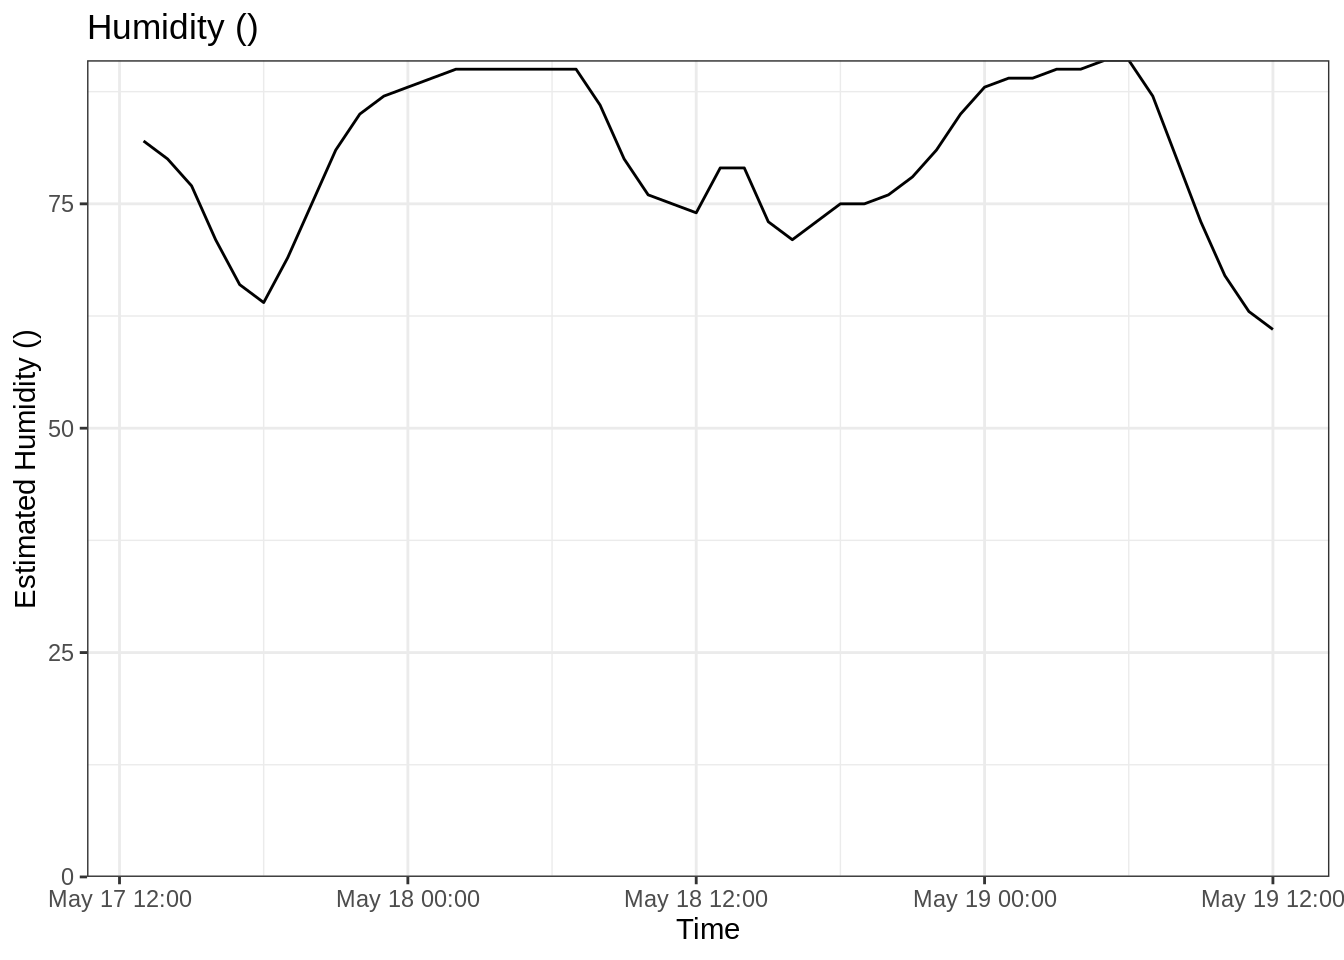 Humidity ()
Estimated Humidity ()
75
50
25
0
May 17 12:00
May 18 00:00
May 18 12:00
May 19 00:00
May 19 12:00
Time